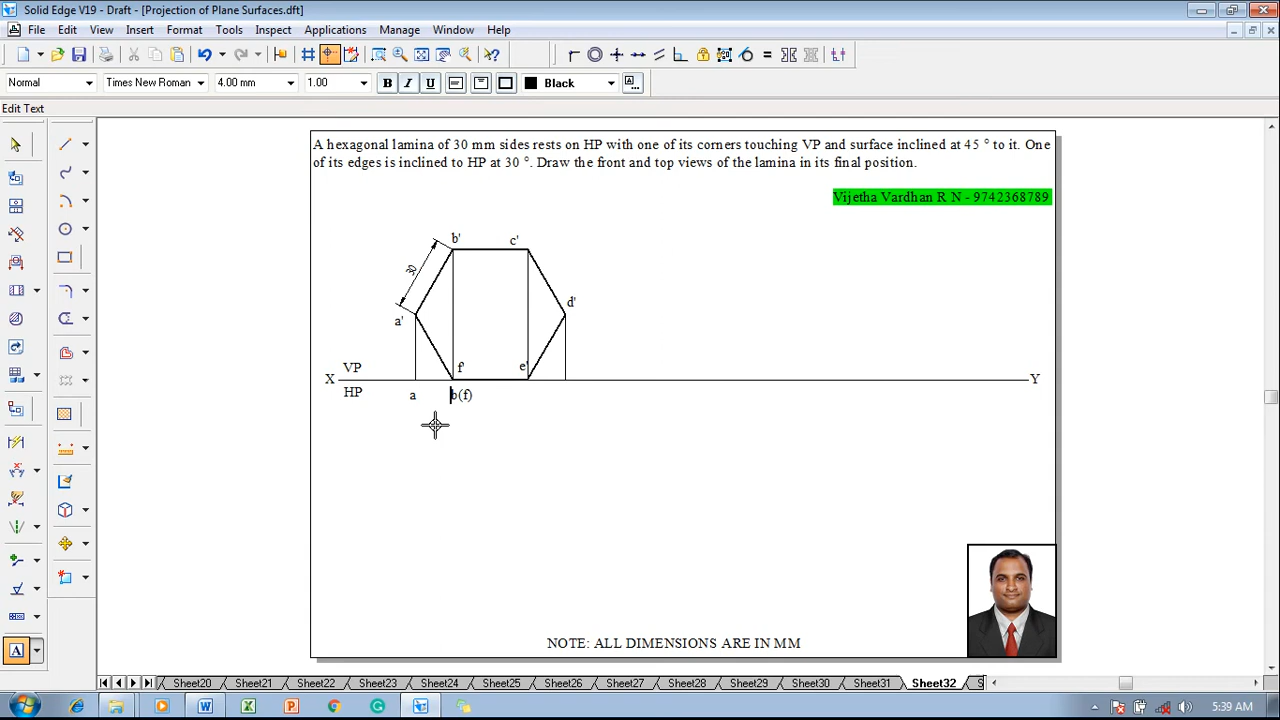 Solid Edge V19 - Draft - [Projection of Plane Surfaces.dft]
File Edit View Insert Format Tools Inspect Applications Manage Window Help
Normal Times New Roman 4.00 mm 1.00 B I U Black A
Edit Text
A hexagonal lamina of 30 mm sides rests on HP with one of its corners touching VP and surface inclined at 45 ° to it. One
of its edges is inclined to HP at 30 °. Draw the front and top views of the lamina in its final position.
Vijetha Vardhan R N - 9742368789
b' c'
30
d'
a'
VP f' e'
X Y
HP a b(f)
NOTE: ALL DIMENSIONS ARE IN MM
A
Sheet20 Sheet21 Sheet22 Sheet23 Sheet24 Sheet25 Sheet26 Sheet27 Sheet28 Sheet29 Sheet30 Sheet31 Sheet32 S
5:39 AM